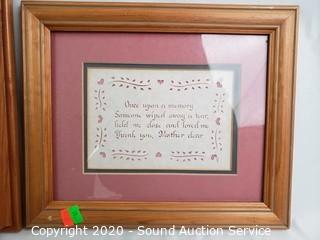 Once upon a memory
Someone wiped away a tear,
held me close and loved me
Thank you, Mother dear
Copyright 2020 - Sound Auction Service